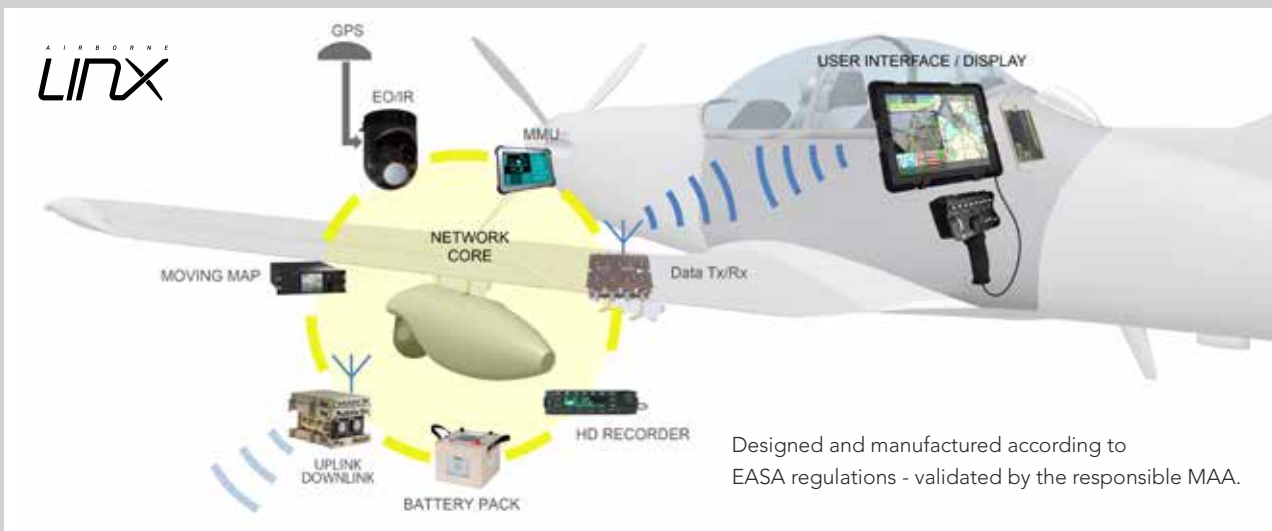 AIRBORNE
LINX
GPS
EO/IR
MMU
USER INTERFACE / DISPLAY
NETWORK
CORE
MOVING MAP
Data Tx/Rx
HD RECORDER
UPLINK
DOWNLINK
BATTERY PACK
Designed and manufactured according to
EASA regulations - validated by the responsible MAA.